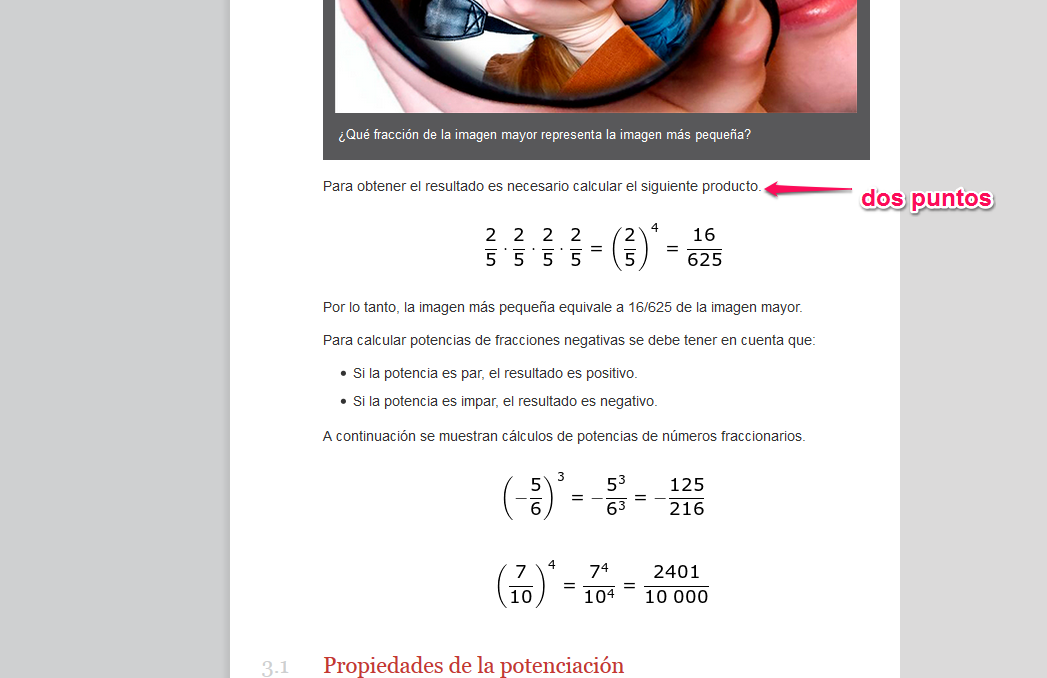 ¿Qué fracción de la imagen mayor representa la imagen más pequeña?
Para obtener el resultado es necesario calcular el siguiente producto.
dos puntos
2/5 · 2/5 · 2/5 · 2/5 = (2/5)⁴ = 16/625
Por lo tanto, la imagen más pequeña equivale a 16/625 de la imagen mayor.
Para calcular potencias de fracciones negativas se debe tener en cuenta que:
• Si la potencia es par, el resultado es positivo.
• Si la potencia es impar, el resultado es negativo.
A continuación se muestran cálculos de potencias de números fraccionarios.
(−5/6)³ = −5³/6³ = −125/216
(7/10)⁴ = 7⁴/10⁴ = 2401/10 000
3.1 Propiedades de la potenciación